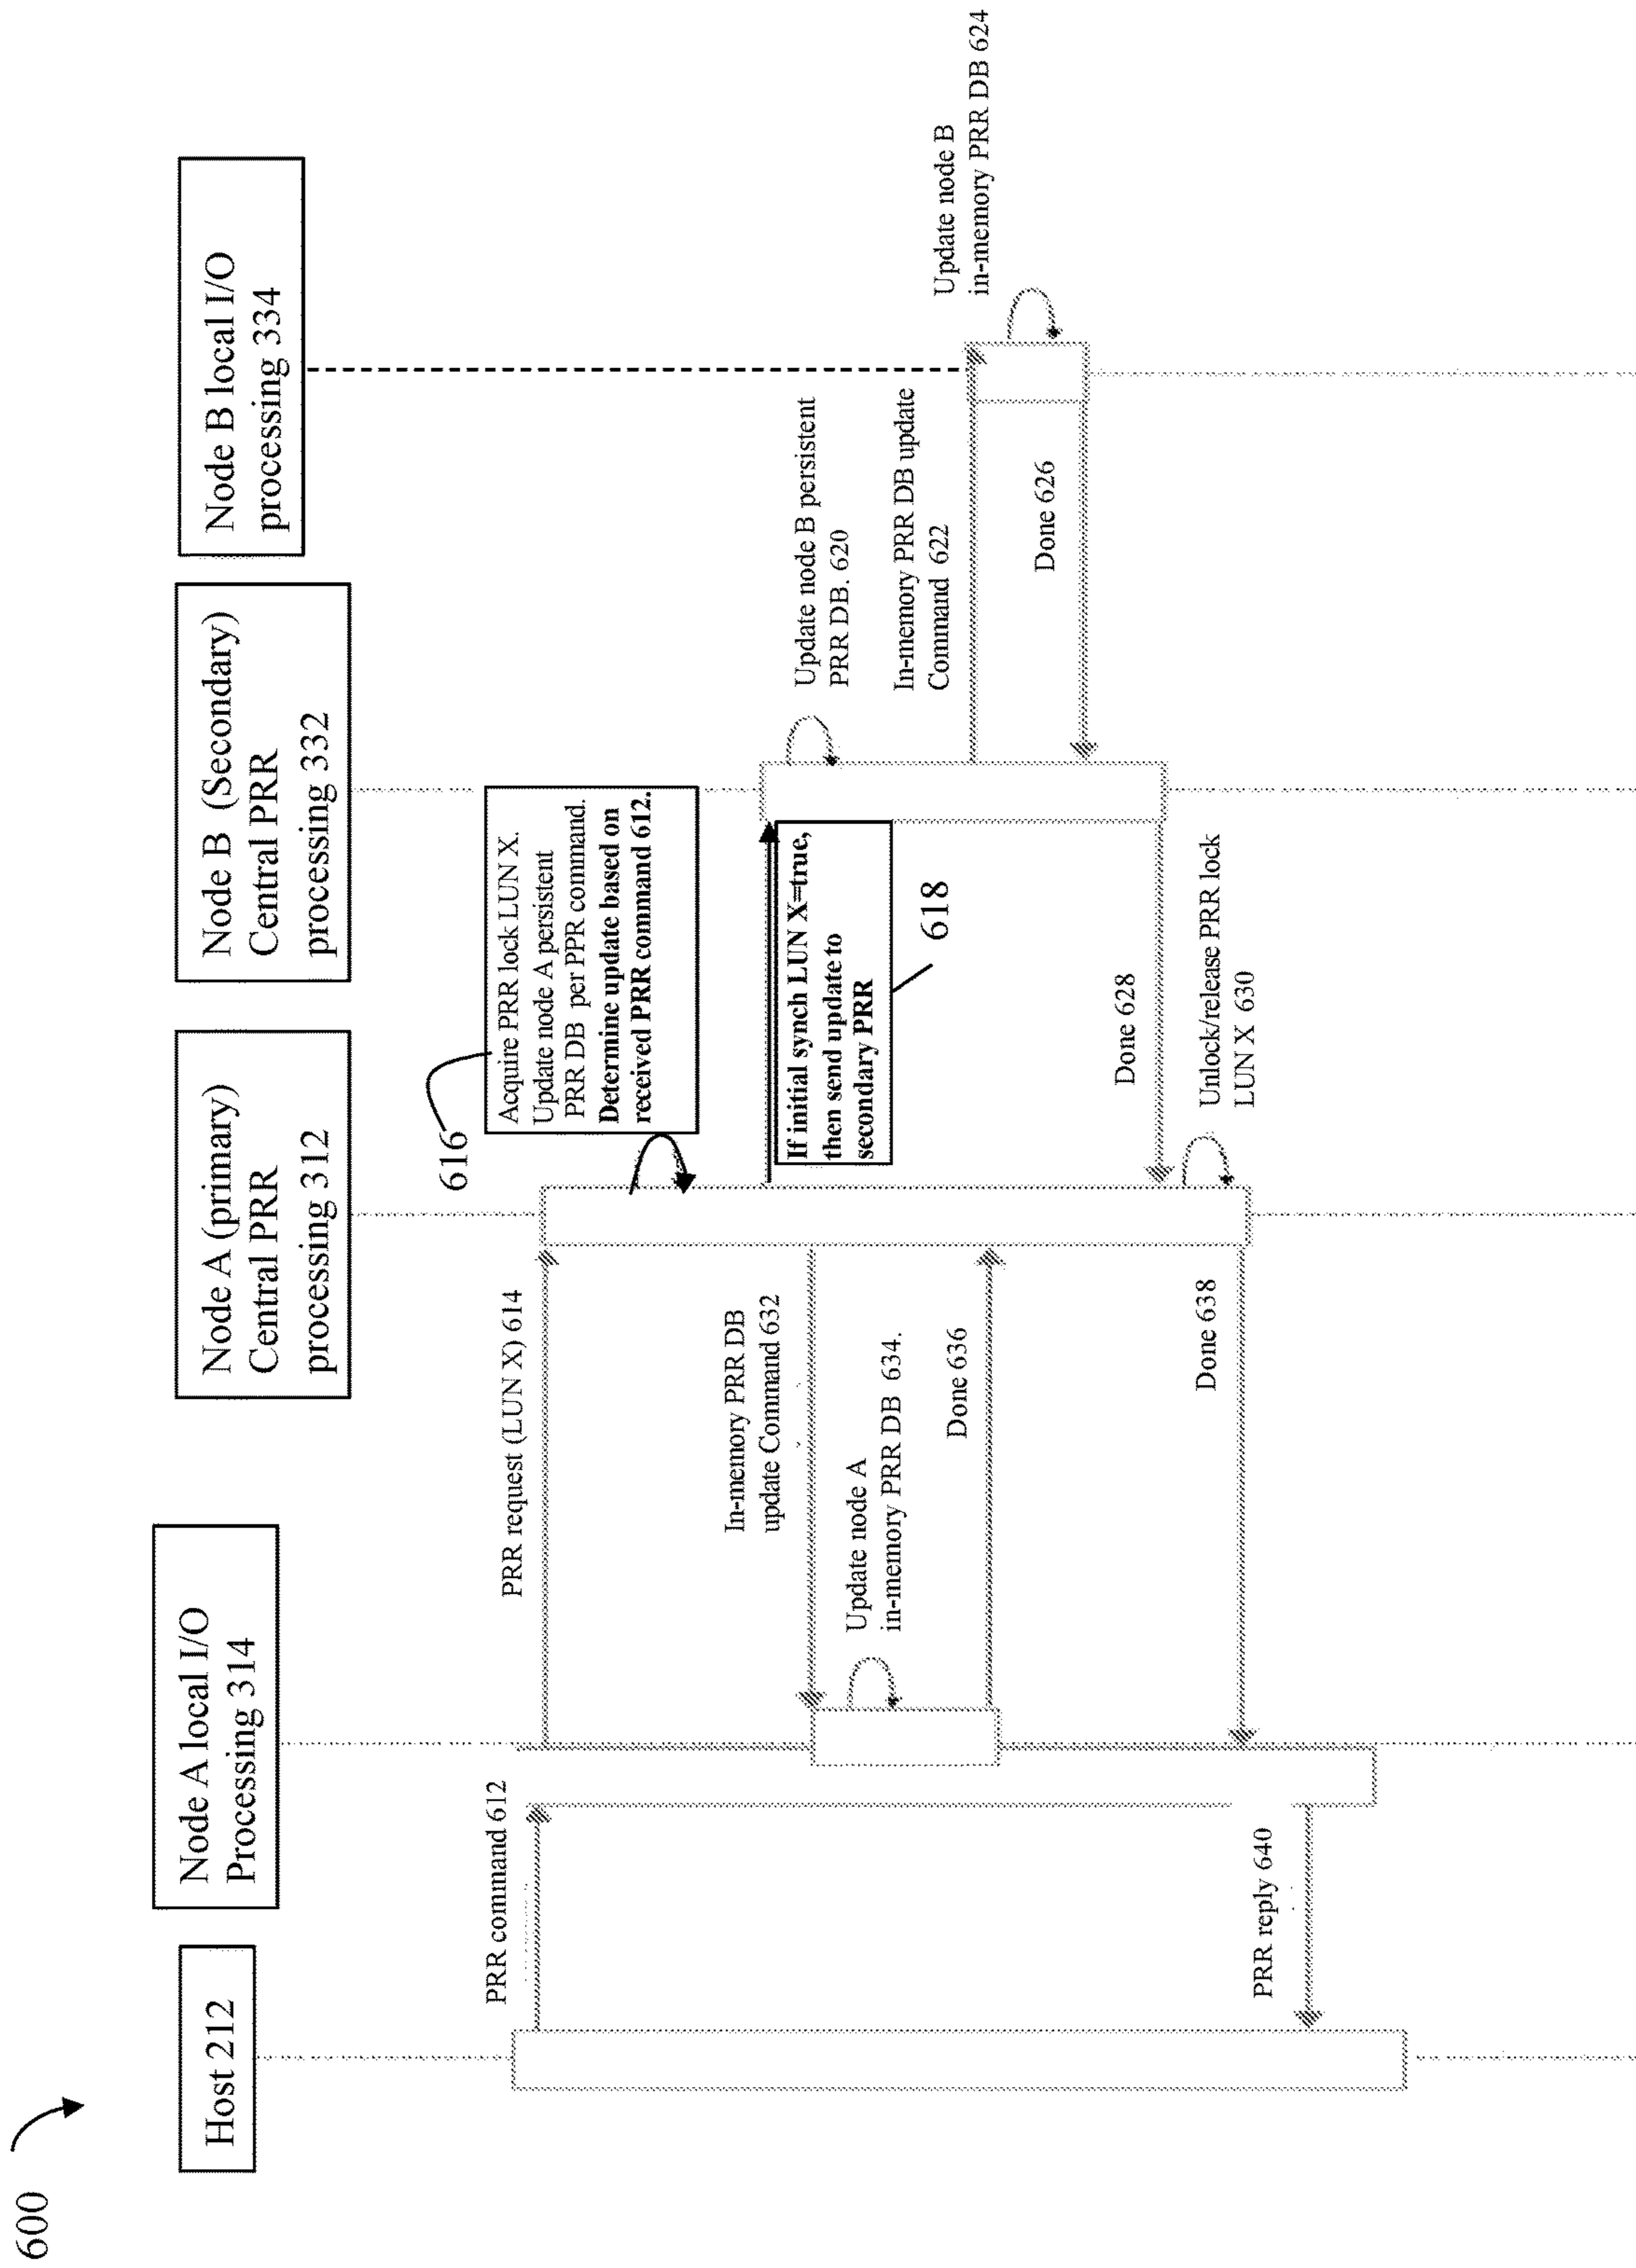 600
Host 212
Node A local I/O
Processing 314
Node A (primary)
Central PRR
processing 312
Node B (Secondary)
Central PRR
processing 332
Node B local I/O
processing 334
PRR command 612
PRR request (LUN X) 614
616
Acquire PRR lock LUN X.
Update node A persistent
PRR DB per PPR command.
Determine update based on
received PRR command 612.
If initial synch LUN X=true,
then send update to
secondary PRR
618
Update node B persistent
PRR DB. 620
In-memory PRR DB update
Command 622
Update node B
in-memory PRR DB 624
Done 626
In-memory PRR DB
update Command 632
Update node A
in-memory PRR DB 634.
Done 636
Done 628
Unlock/release PRR lock
LUN X 630
Done 638
PRR reply 640